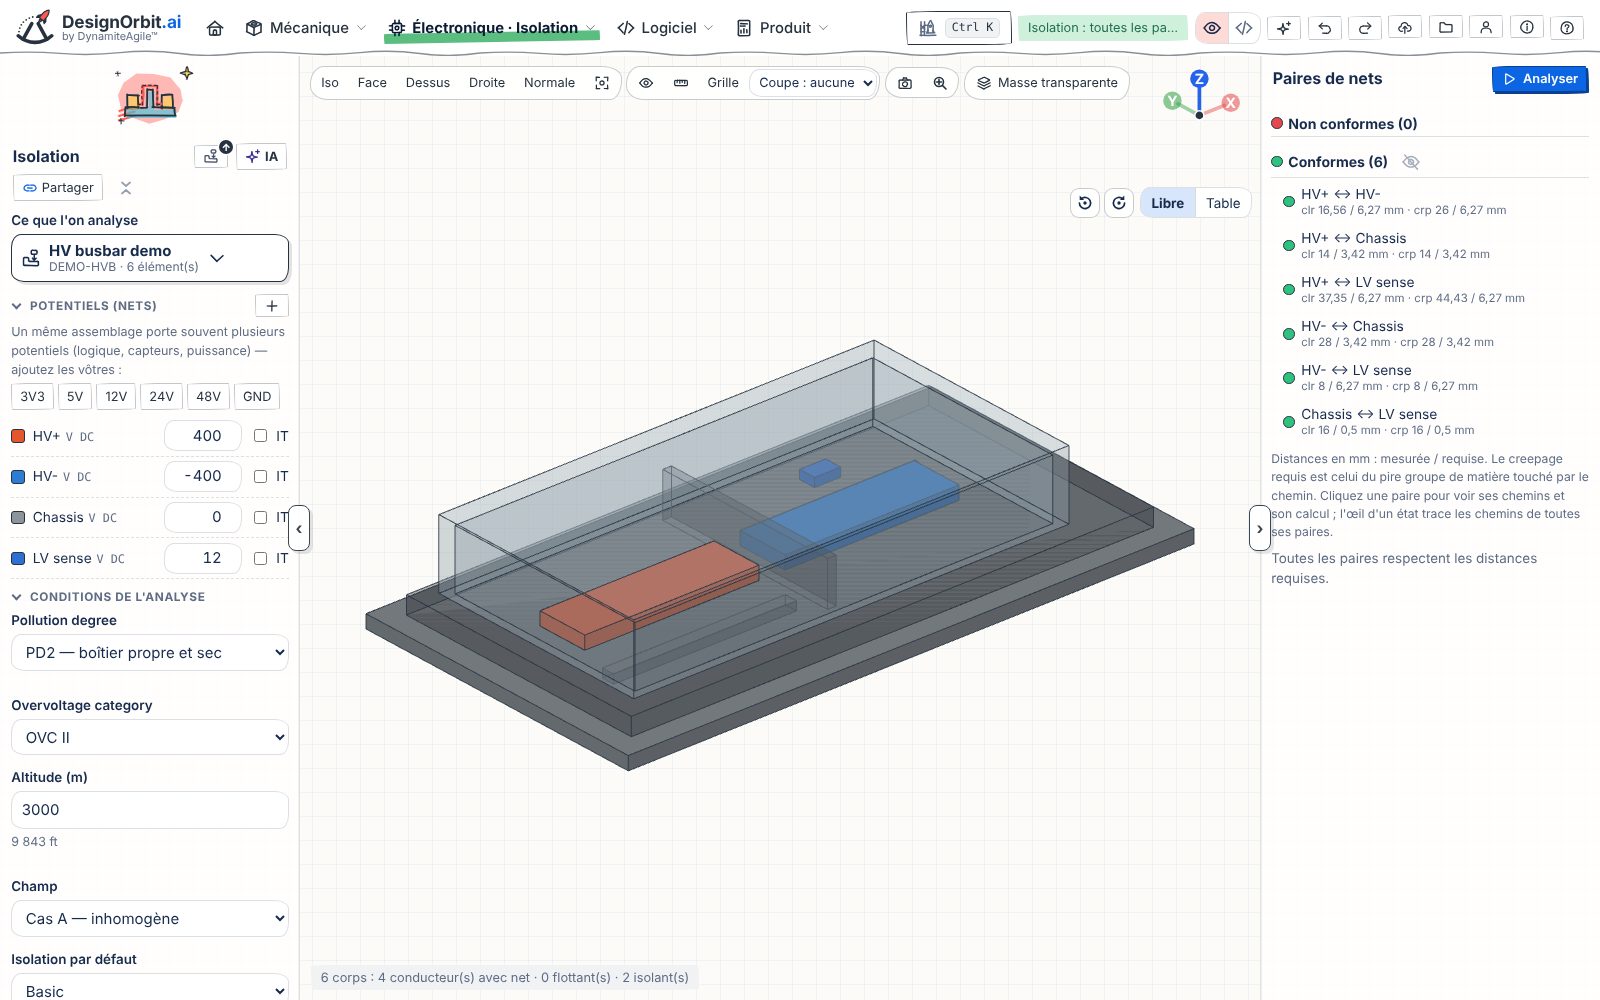 DesignOrbit.ai
by DynamiteAgile™
Mécanique
Électronique · Isolation
Logiciel
Produit
Ctrl K
Isolation : toutes les pa...
Isolation
IA
Partager
Ce que l'on analyse
HV busbar demo
DEMO-HVB · 6 élément(s)
POTENTIELS (NETS)
+
Un même assemblage porte souvent plusieurs
potentiels (logique, capteurs, puissance) —
ajoutez les vôtres :
3V3 5V 12V 24V 48V GND
HV+ V DC 400 IT
HV- V DC -400 IT
Chassis V DC 0 IT
LV sense V DC 12 IT
CONDITIONS DE L'ANALYSE
Pollution degree
PD2 — boîtier propre et sec
Overvoltage category
OVC II
Altitude (m)
3000
9 843 ft
Champ
Cas A — inhomogène
Isolation par défaut
Basic
Iso Face Dessus Droite Normale
Grille
Coupe : aucune
Masse transparente
Z
Y
X
Libre Table
6 corps : 4 conducteur(s) avec net · 0 flottant(s) · 2 isolant(s)
Paires de nets
Analyser
Non conformes (0)
Conformes (6)
HV+ ↔ HV-
clr 16,56 / 6,27 mm · crp 26 / 6,27 mm
HV+ ↔ Chassis
clr 14 / 3,42 mm · crp 14 / 3,42 mm
HV+ ↔ LV sense
clr 37,35 / 6,27 mm · crp 44,43 / 6,27 mm
HV- ↔ Chassis
clr 28 / 3,42 mm · crp 28 / 3,42 mm
HV- ↔ LV sense
clr 8 / 6,27 mm · crp 8 / 6,27 mm
Chassis ↔ LV sense
clr 16 / 0,5 mm · crp 16 / 0,5 mm
Distances en mm : mesurée / requise. Le creepage
requis est celui du pire groupe de matière touché par le
chemin. Cliquez une paire pour voir ses chemins et
son calcul ; l'œil d'un état trace les chemins de toutes
ses paires.
Toutes les paires respectent les distances
requises.